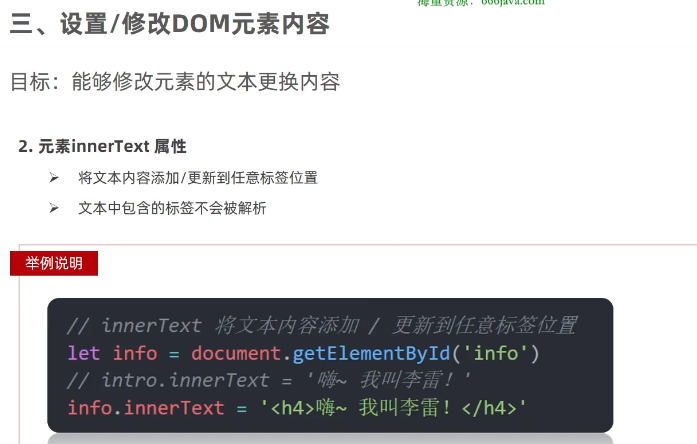 海量资源：666java.com
三、设置/修改DOM元素内容
目标：能够修改元素的文本更换内容
2. 元素innerText 属性
➢ 将文本内容添加/更新到任意标签位置
➢ 文本中包含的标签不会被解析
举例说明
// innerText 将文本内容添加 / 更新到任意标签位置
let info = document.getElementById('info')
// intro.innerText = '嗨~ 我叫李雷！'
info.innerText = '<h4>嗨~ 我叫李雷！</h4>'